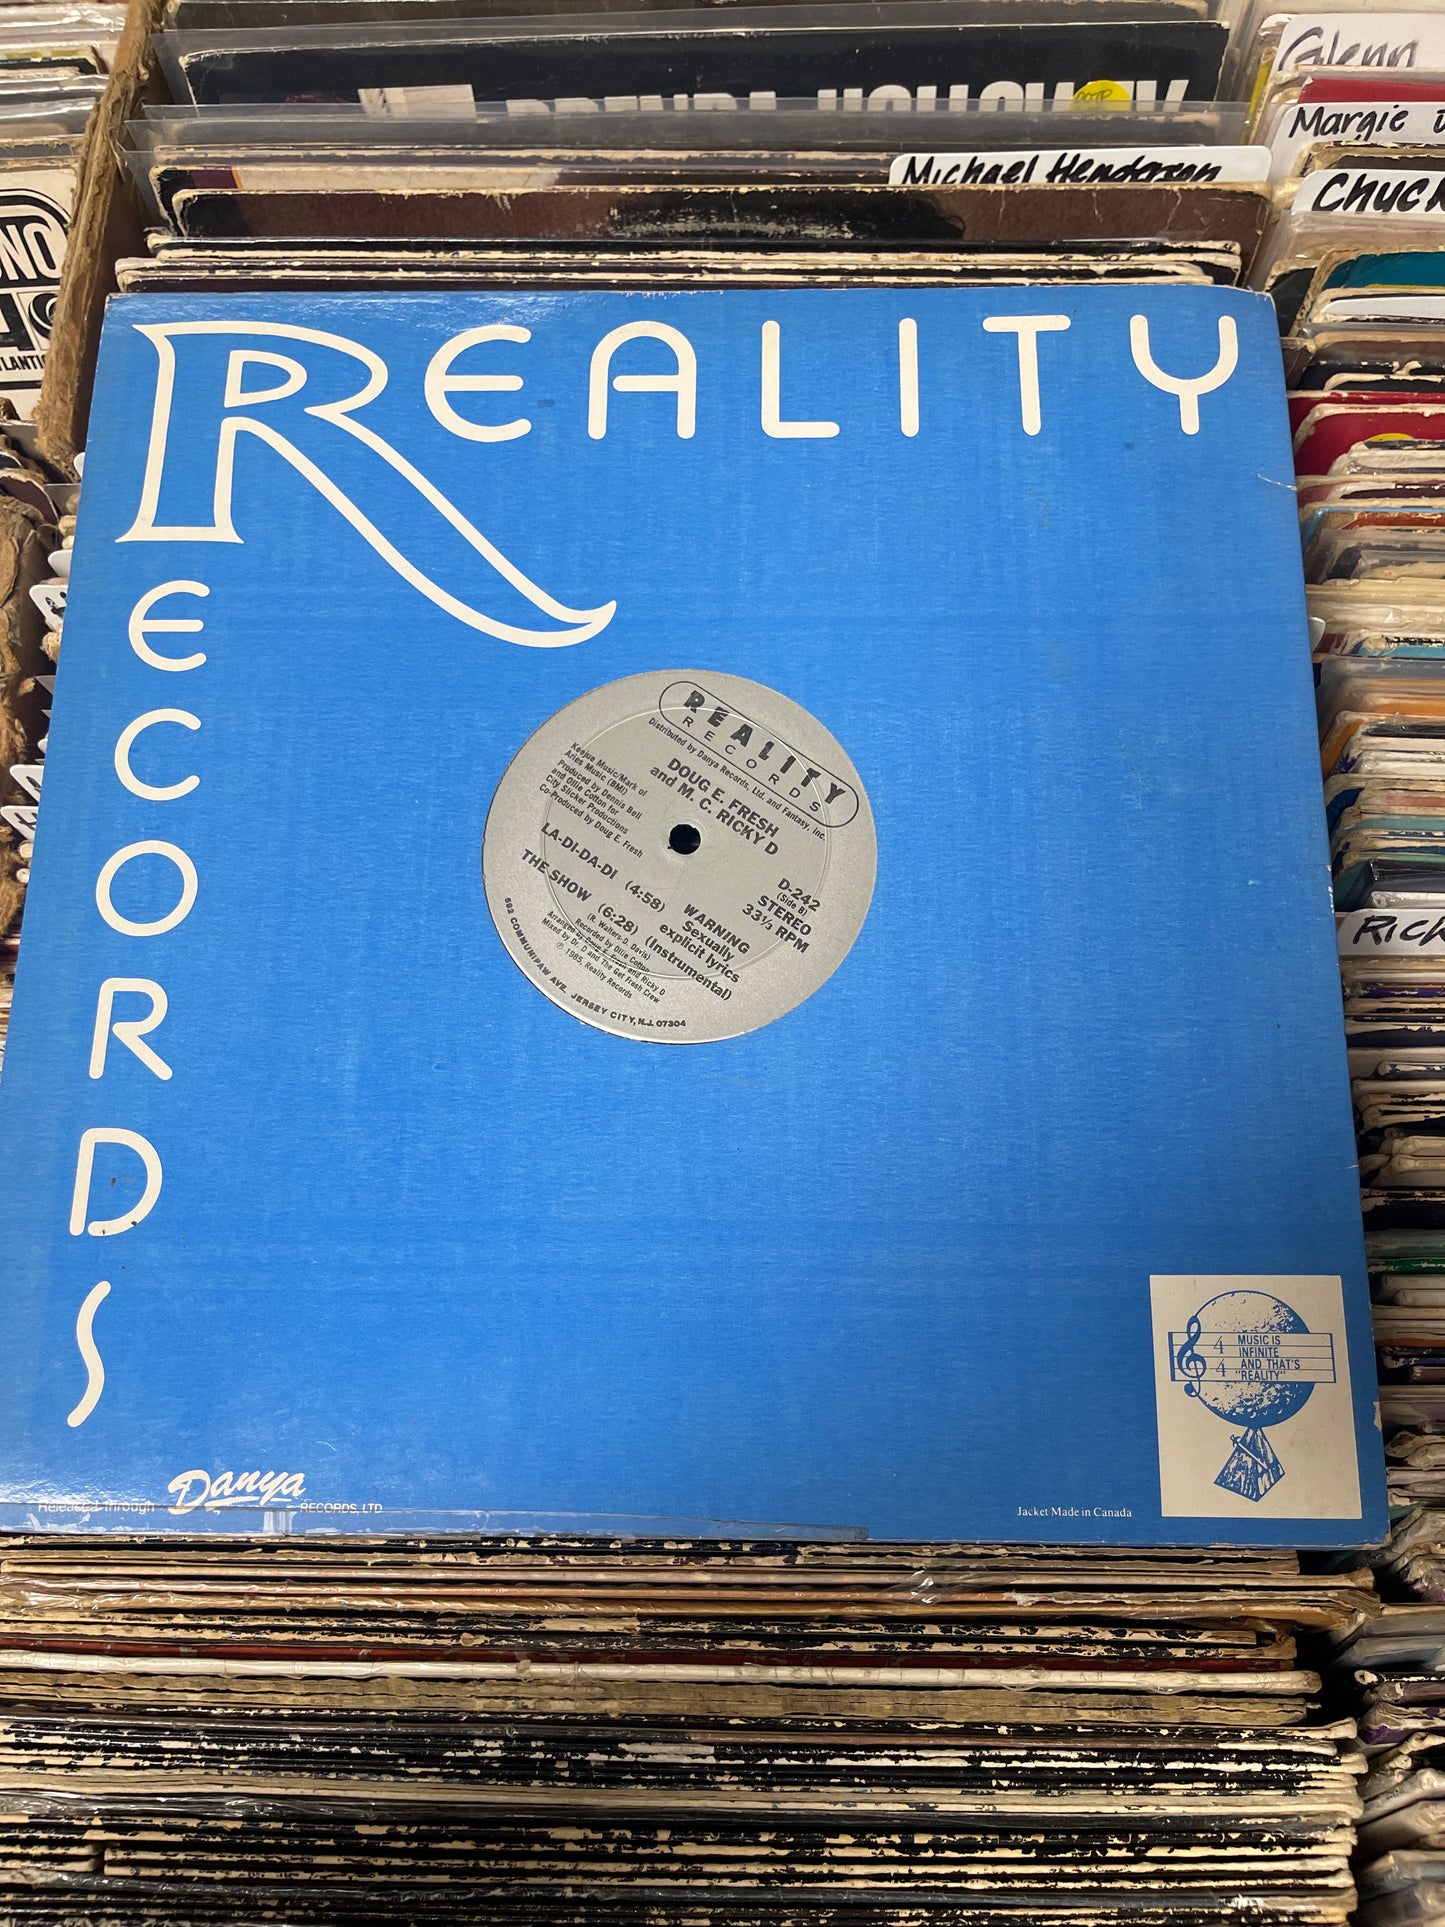 Glenn
Margie
BRENDA HOLLOWAY
Michael Henderson
Chuck
REALITY
RECORDS
REALITY
RECORDS
Distributed by Danya Records, Ltd. and Fantasy, Inc.
DOUG E. FRESH
and M. C. RICKY D
Keejue Music/Mark of
Aries Music (BMI)
Produced by Dennis Bell
and Ollie Cotton for
City Slicker Productions
Co-Produced by Doug E. Fresh
D-242
(Side B)
STEREO
33⅓ RPM
LA-DI-DA-DI (4:58) WARNING
Sexually
explicit lyrics
THE SHOW (6:28) (Instrumental)
(R. Walters-D. Davis)
Recorded by Ollie Cotton
Arranged by Doug E. Fresh and Ricky D
Mixed by Dr. D and The Get Fresh Crew
℗ 1985, Reality Records
592 COMMUNIPAW AVE. JERSEY CITY, N.J. 07304
4
4
MUSIC IS
INFINITE
AND THAT'S
"REALITY"
Released Through Danya RECORDS, LTD.
Jacket Made in Canada